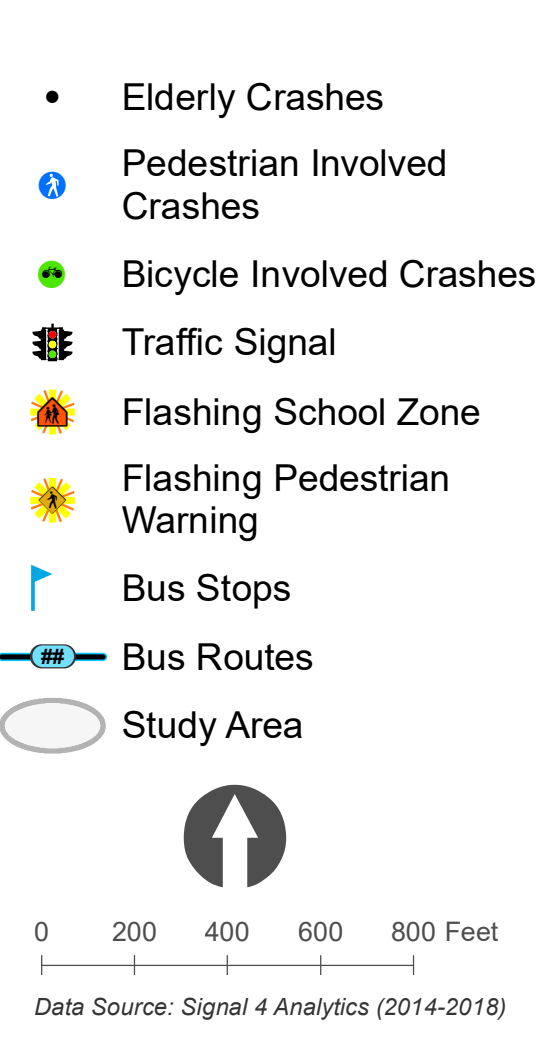 Elderly Crashes
Pedestrian Involved
Crashes
Bicycle Involved Crashes
Traffic Signal
Flashing School Zone
Flashing Pedestrian
Warning
Bus Stops
## Bus Routes
Study Area
0 200 400 600 800 Feet
Data Source: Signal 4 Analytics (2014-2018)